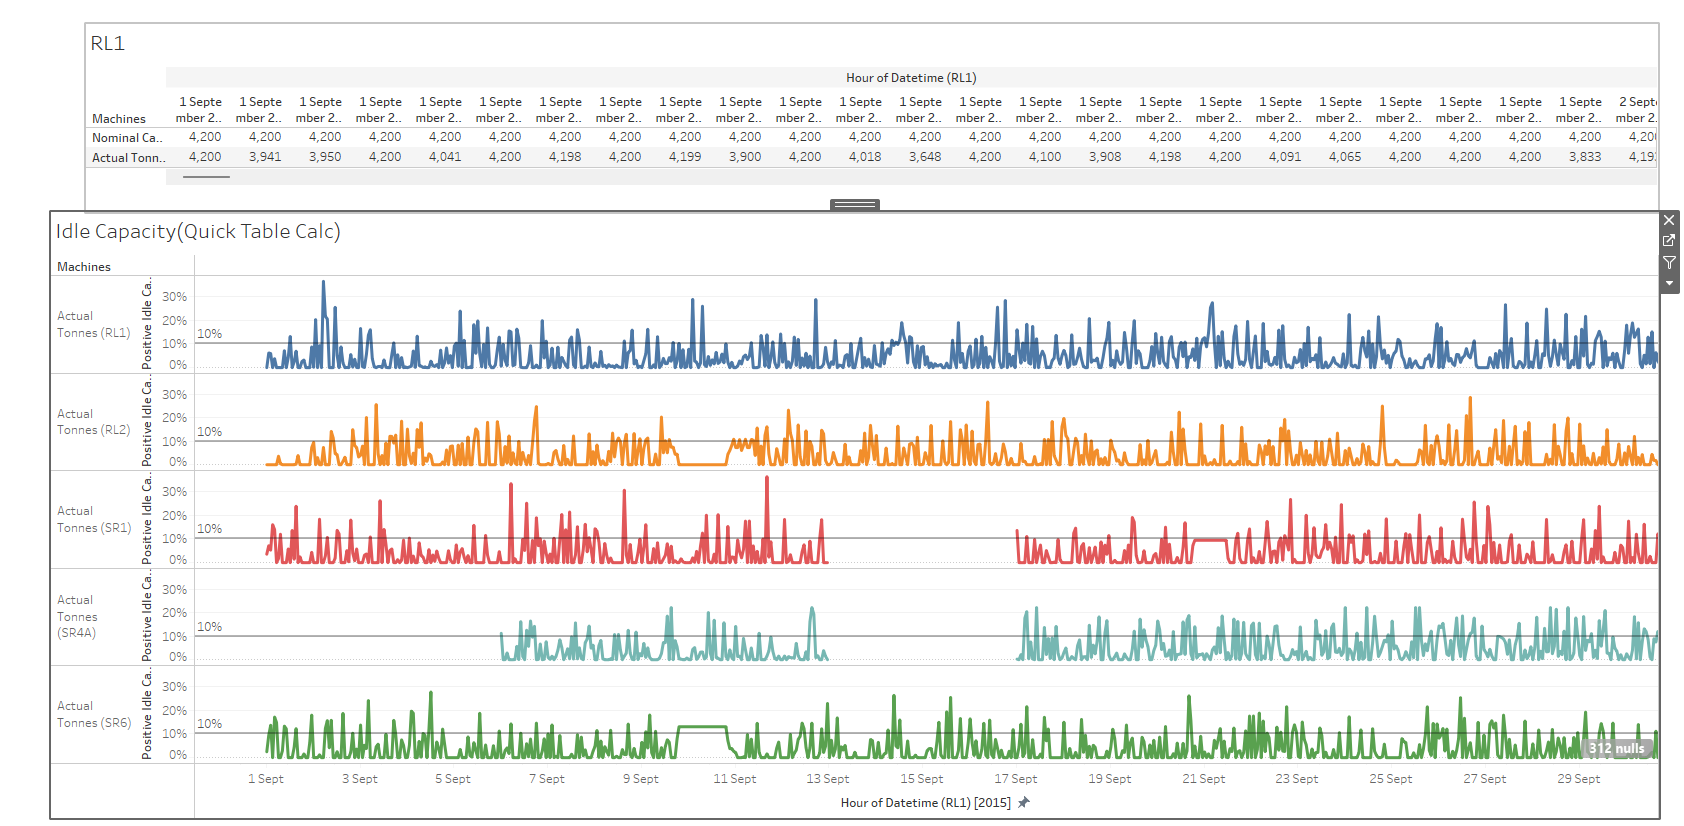 RL1
Hour of Datetime (RL1)
1 Septe 1 Septe 1 Septe 1 Septe 1 Septe 1 Septe 1 Septe 1 Septe 1 Septe 1 Septe 1 Septe 1 Septe 1 Septe 1 Septe 1 Septe 1 Septe 1 Septe 1 Septe 1 Septe 1 Septe 1 Septe 1 Septe 1 Septe 1 Septe 2 Sept
Machines mber 2.. mber 2.. mber 2.. mber 2.. mber 2.. mber 2.. mber 2.. mber 2.. mber 2.. mber 2.. mber 2.. mber 2.. mber 2.. mber 2.. mber 2.. mber 2.. mber 2.. mber 2.. mber 2.. mber 2.. mber 2.. mber 2.. mber 2.. mber 2.. mber 2..
Nominal Ca.. 4,200 4,200 4,200 4,200 4,200 4,200 4,200 4,200 4,200 4,200 4,200 4,200 4,200 4,200 4,200 4,200 4,200 4,200 4,200 4,200 4,200 4,200 4,200 4,200 4,20
Actual Tonn.. 4,200 3,941 3,950 4,200 4,041 4,200 4,198 4,200 4,199 3,900 4,200 4,018 3,648 4,200 4,100 3,908 4,198 4,200 4,091 4,065 4,200 4,200 4,200 3,833 4,19
Idle Capacity(Quick Table Calc)
Machines
Actual
Tonnes (RL1)
Positive Idle Ca..
30%
20%
10%
0%
10%
Actual
Tonnes (RL2)
Positive Idle Ca..
30%
20%
10%
0%
10%
Actual
Tonnes (SR1)
Positive Idle Ca..
30%
20%
10%
0%
10%
Actual
Tonnes
(SR4A)
Positive Idle Ca..
30%
20%
10%
0%
10%
Actual
Tonnes (SR6)
Positive Idle Ca..
30%
20%
10%
0%
10%
312 nulls
1 Sept 3 Sept 5 Sept 7 Sept 9 Sept 11 Sept 13 Sept 15 Sept 17 Sept 19 Sept 21 Sept 23 Sept 25 Sept 27 Sept 29 Sept
Hour of Datetime (RL1) [2015]